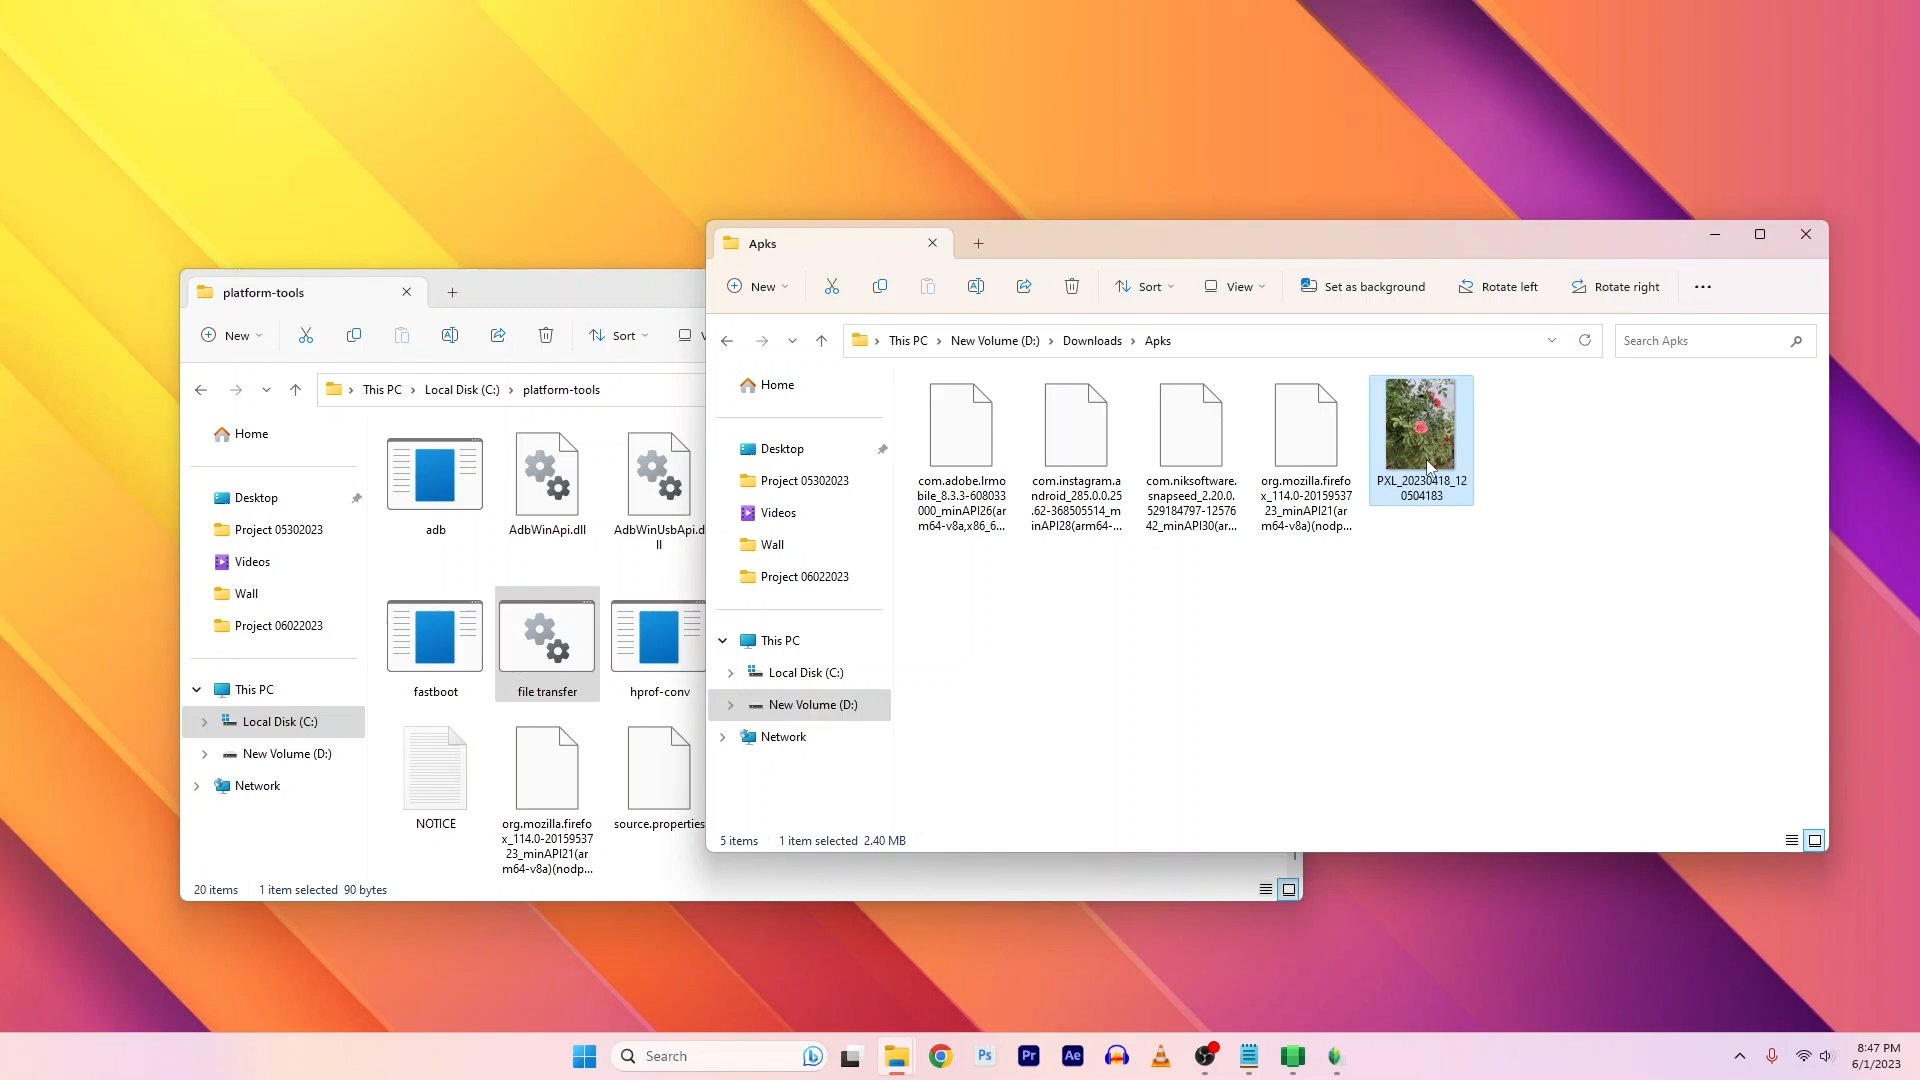 Apks
New
Sort
View
Set as background
Rotate left
Rotate right
This PC
New Volume (D:)
Downloads
Apks
Search Apks
Home
Desktop
Project 05302023
Videos
Wall
Project 06022023
This PC
Local Disk (C:)
New Volume (D:)
Network
com.adobe.lrmo
bile_8.3.3-608033
000_minAPI26(ar
m64-v8a,x86_6...
com.instagram.a
ndroid_285.0.0.25
.62-368505514_m
inAPI28(arm64-...
com.niksoftware.
snapseed_2.20.0.
529184797-12576
42_minAPI30(ar...
org.mozilla.firefo
x_114.0-20159537
23_minAPI21(ar
m64-v8a)(nodp...
PXL_20230418_12
0504183
5 items
1 item selected 2.40 MB
platform-tools
New
Sort
This PC
Local Disk (C:)
platform-tools
Home
Desktop
Project 05302023
Videos
Wall
Project 06022023
This PC
Local Disk (C:)
New Volume (D:)
Network
adb
AdbWinApi.dll
AdbWinUsbApi.d
ll
fastboot
file transfer
hprof-conv
NOTICE
org.mozilla.firefo
x_114.0-20159537
23_minAPI21(ar
m64-v8a)(nodp...
source.properties
20 items
1 item selected 90 bytes
Search
Ps
Pr
Ae
8:47 PM
6/1/2023